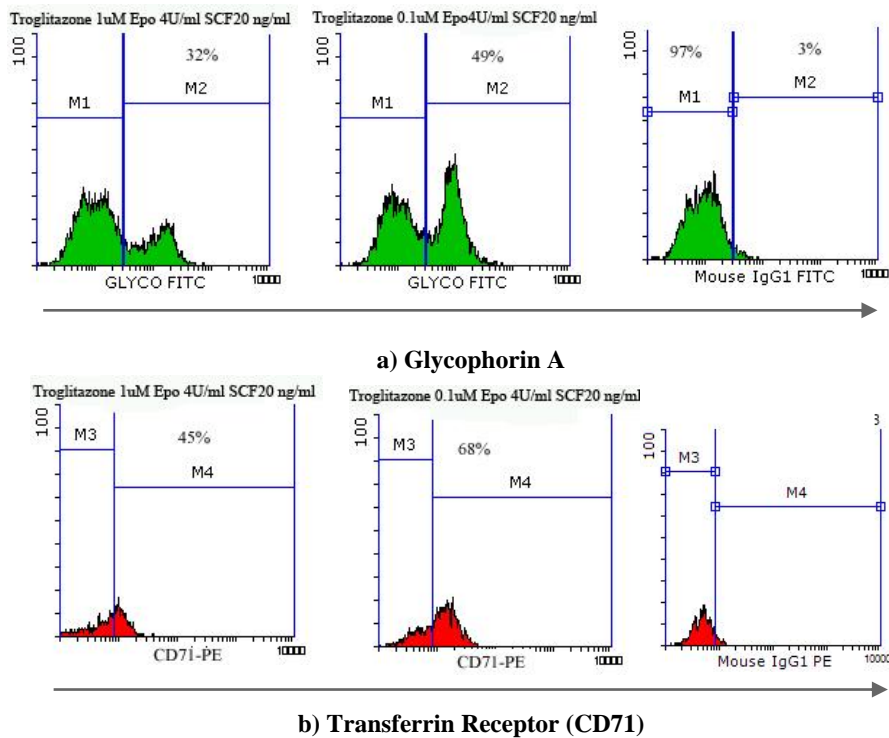 Troglitazone 1uM Epo 4U/ml SCF20 ng/ml
100
32%
M1
M2
GLYCO FITC
10000
Troglitazone 0.1uM Epo4U/ml SCF20 ng/ml
49%
M1
M2
GLYCO FITC
10000
100
97%
3%
M1
M2
Mouse IgG1 FITC
10000
a) Glycophorin A
Troglitazone 1uM Epo 4U/ml SCF20 ng/ml
100
M3
45%
M4
CD71-PE
10000
Troglitazone 0.1uM Epo 4U/ml SCF20 ng/ml
100
M3
68%
M4
CD71-PE
10000
100
M3
M4
Mouse IgG1 PE
10000
b) Transferrin Receptor (CD71)